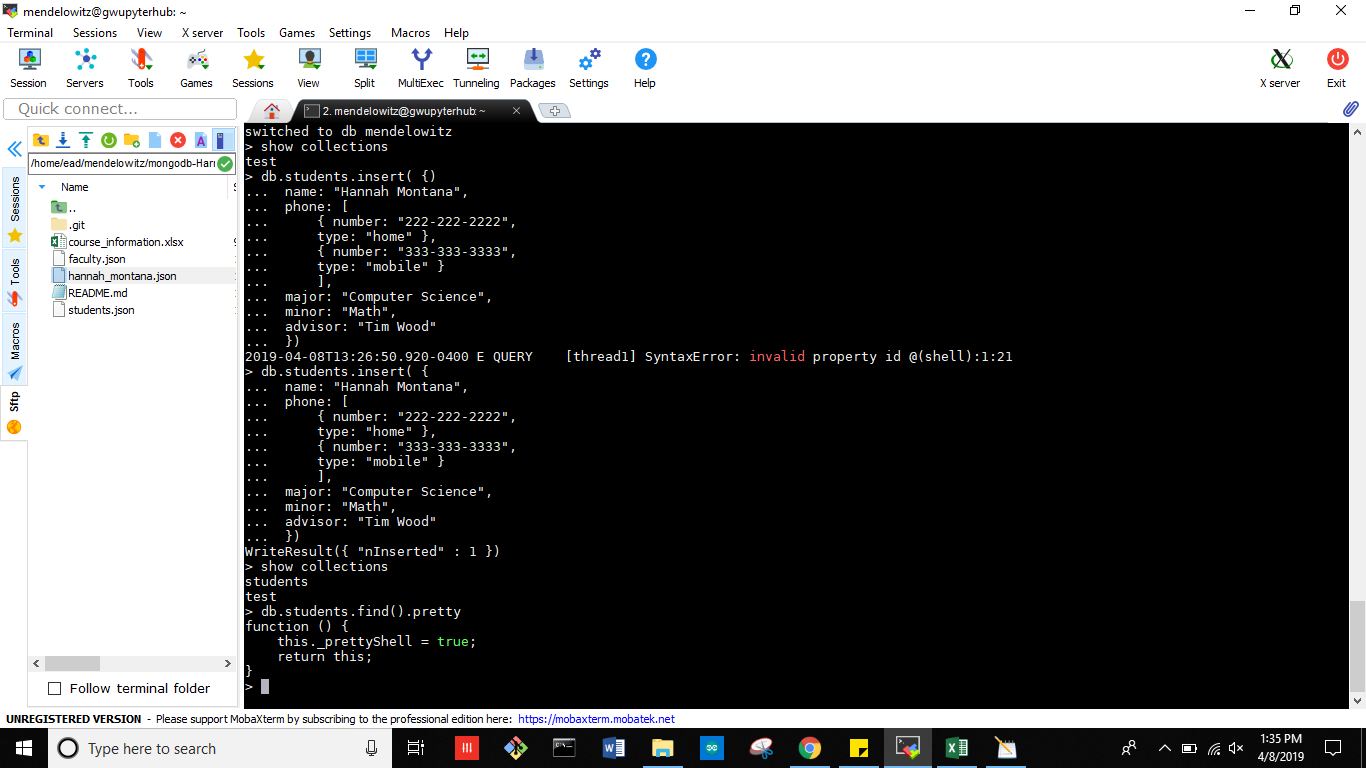 mendelowitz@gwupyterhub: ~
Terminal Sessions View X server Tools Games Settings Macros Help
Session Servers Tools Games Sessions View Split MultiExec Tunneling Packages Settings Help X server Exit
Quick connect...
2. mendelowitz@gwupyterhub: ~
/home/ead/mendelowitz/mongodb-Har
Name
..
.git
course_information.xlsx
faculty.json
hannah_montana.json
README.md
students.json
Sessions
Tools
Macros
Sftp
Follow terminal folder
switched to db mendelowitz
> show collections
test
> db.students.insert( {)
...  name: "Hannah Montana",
...  phone: [
...      { number: "222-222-2222",
...      type: "home" },
...      { number: "333-333-3333",
...      type: "mobile" }
...      ],
...  major: "Computer Science",
...  minor: "Math",
...  advisor: "Tim Wood"
...  })
2019-04-08T13:26:50.920-0400 E QUERY    [thread1] SyntaxError: invalid property id @(shell):1:21
> db.students.insert( {
...  name: "Hannah Montana",
...  phone: [
...      { number: "222-222-2222",
...      type: "home" },
...      { number: "333-333-3333",
...      type: "mobile" }
...      ],
...  major: "Computer Science",
...  minor: "Math",
...  advisor: "Tim Wood"
...  })
WriteResult({ "nInserted" : 1 })
> show collections
students
test
> db.students.find().pretty
function () {
    this._prettyShell = true;
    return this;
}
>
UNREGISTERED VERSION - Please support MobaXterm by subscribing to the professional edition here: https://mobaxterm.mobatek.net
Type here to search
1:35 PM
4/8/2019